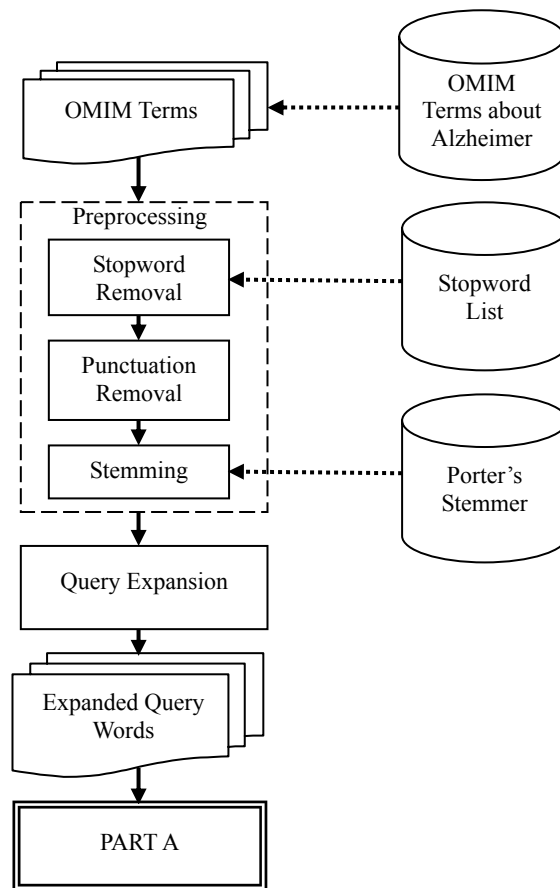 OMIM Terms
OMIM
Terms about
Alzheimer
Preprocessing
Stopword
Removal
Stopword
List
Punctuation
Removal
Stemming
Porter’s
Stemmer
Query Expansion
Expanded Query
Words
PART A